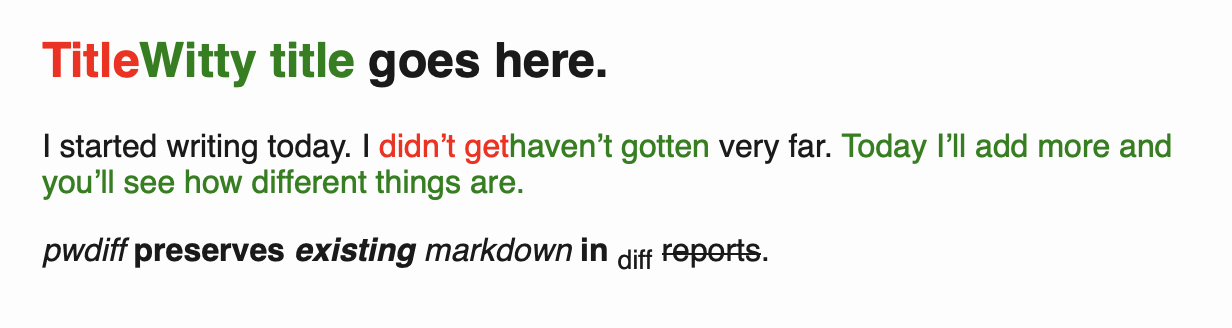 TitleWitty title goes here.
I started writing today. I didn’t gethaven’t gotten very far. Today I’ll add more and
you’ll see how different things are.
pwdiff preserves existing markdown in diff reports.